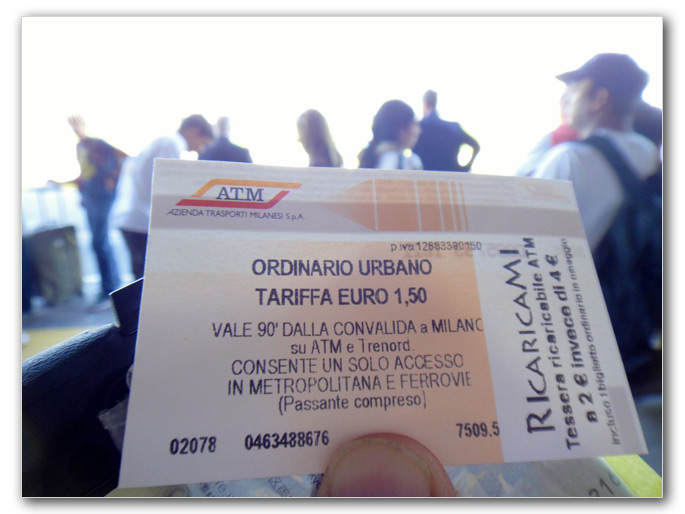 ATM
AZIENDA TRASPORTI MILANESI S.p.A.
p.iva 12883390150
ORDINARIO URBANO
TARIFFA EURO 1,50
VALE 90' DALLA CONVALIDA a MILANO
su ATM e Trenord.
CONSENTE UN SOLO ACCESSO
IN METROPOLITANA E FERROVIE
(Passante compreso)
02078 0463488676 7509.5
RICARICAMI
Tessera ricaricabile ATM
a 2 € invece di 4 €
incluso 1 biglietto ordinario in omaggio